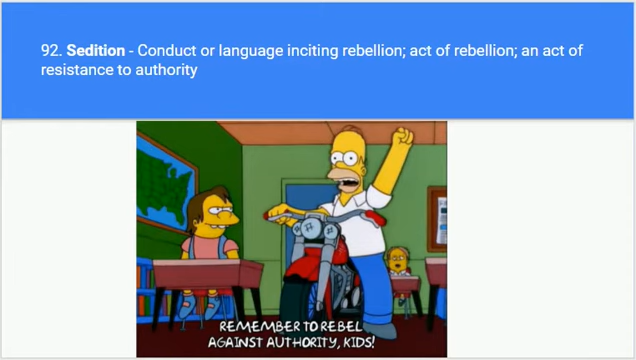 92. Sedition - Conduct or language inciting rebellion; act of rebellion; an act of
resistance to authority
REMEMBER TO REBEL
AGAINST AUTHORITY, KIDS!